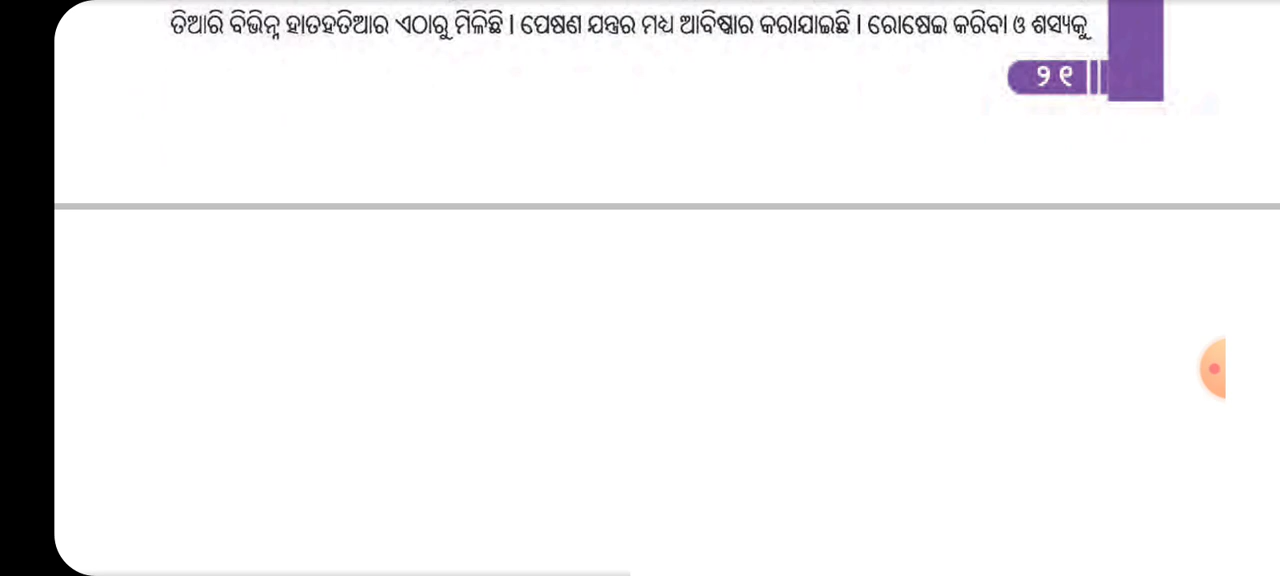 ତିଆରି ବିଭିନ୍ନ ହାତହତିଆର ଏଠାରୁ ମିଳିଛି । ପେଷଣ ଯନ୍ତ୍ରର ମଧ୍ୟ ଆବିଷ୍କାର କରାଯାଇଛି । ରୋଷେଇ କରିବା ଓ ଶସ୍ୟକୁ
୨୧